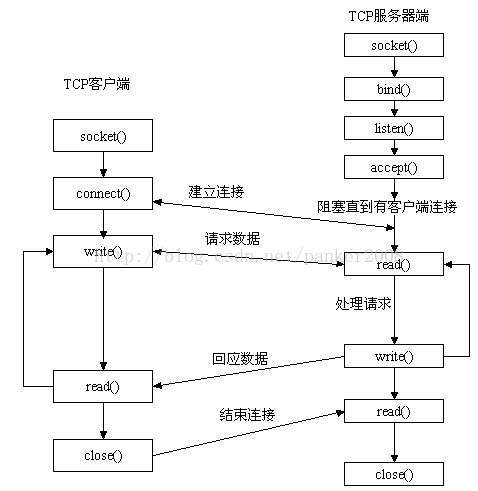 TCP服务器端
socket()
bind()
listen()
accept()
阻塞直到有客户端连接
read()
处理请求
write()
read()
close()
TCP客户端
socket()
connect()
write()
read()
close()
建立连接
请求数据
回应数据
结束连接
http://blog.csdn.net/panker2008